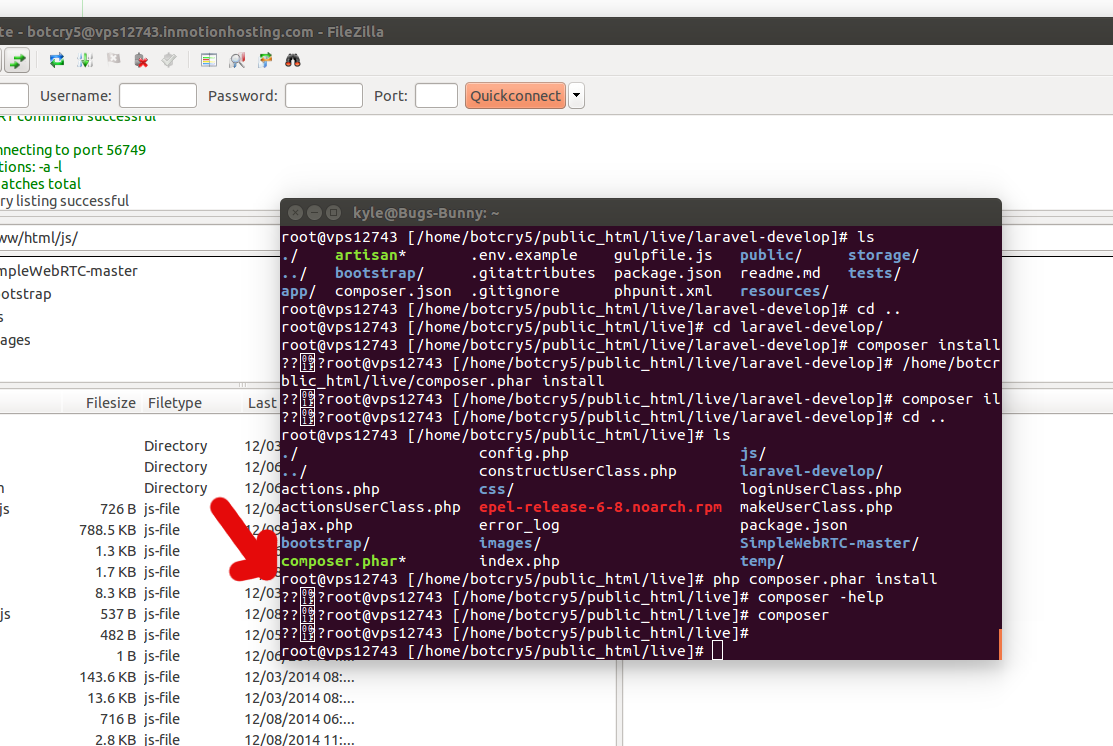 te - botcry5@vps12743.inmotionhosting.com - FileZilla
Username: Password: Port: Quickconnect
RT command successful
nnecting to port 56749
tions: -a -l
atches total
ry listing successful
ww/html/js/
mpleWebRTC-master
ootstrap
s
ages
Filesize Filetype Last
Directory 12/03
Directory 12/06
n Directory 12/06
js 726 B js-file 12/04
788.5 KB js-file 12/09
1.3 KB js-file
1.7 KB js-file
8.3 KB js-file 12/03
js 537 B js-file 12/08
482 B js-file 12/05
1 B js-file 12/06/2014 04:...
143.6 KB js-file 12/03/2014 08:...
13.6 KB js-file 12/03/2014 08:...
716 B js-file 12/08/2014 06:...
2.8 KB js-file 12/08/2014 11:...
kyle@Bugs-Bunny: ~
root@vps12743 [/home/botcry5/public_html/live/laravel-develop]# ls
./ artisan* .env.example gulpfile.js public/ storage/
../ bootstrap/ .gitattributes package.json readme.md tests/
app/ composer.json .gitignore phpunit.xml resources/
root@vps12743 [/home/botcry5/public_html/live/laravel-develop]# cd ..
root@vps12743 [/home/botcry5/public_html/live]# cd laravel-develop/
root@vps12743 [/home/botcry5/public_html/live/laravel-develop]# composer install
???root@vps12743 [/home/botcry5/public_html/live/laravel-develop]# /home/botcr
blic_html/live/composer.phar install
???root@vps12743 [/home/botcry5/public_html/live/laravel-develop]# composer il
???root@vps12743 [/home/botcry5/public_html/live/laravel-develop]# cd ..
root@vps12743 [/home/botcry5/public_html/live]# ls
./ config.php js/
../ constructUserClass.php laravel-develop/
actions.php css/ loginUserClass.php
actionsUserClass.php epel-release-6-8.noarch.rpm makeUserClass.php
ajax.php error_log package.json
bootstrap/ images/ SimpleWebRTC-master/
composer.phar* index.php temp/
root@vps12743 [/home/botcry5/public_html/live]# php composer.phar install
???root@vps12743 [/home/botcry5/public_html/live]# composer -help
???root@vps12743 [/home/botcry5/public_html/live]# composer
???root@vps12743 [/home/botcry5/public_html/live]#
root@vps12743 [/home/botcry5/public_html/live]#